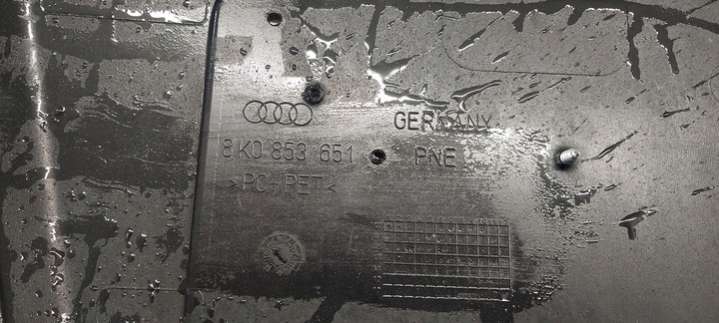 GERMANY
8K0 853 651
PNE
>PC+PET<